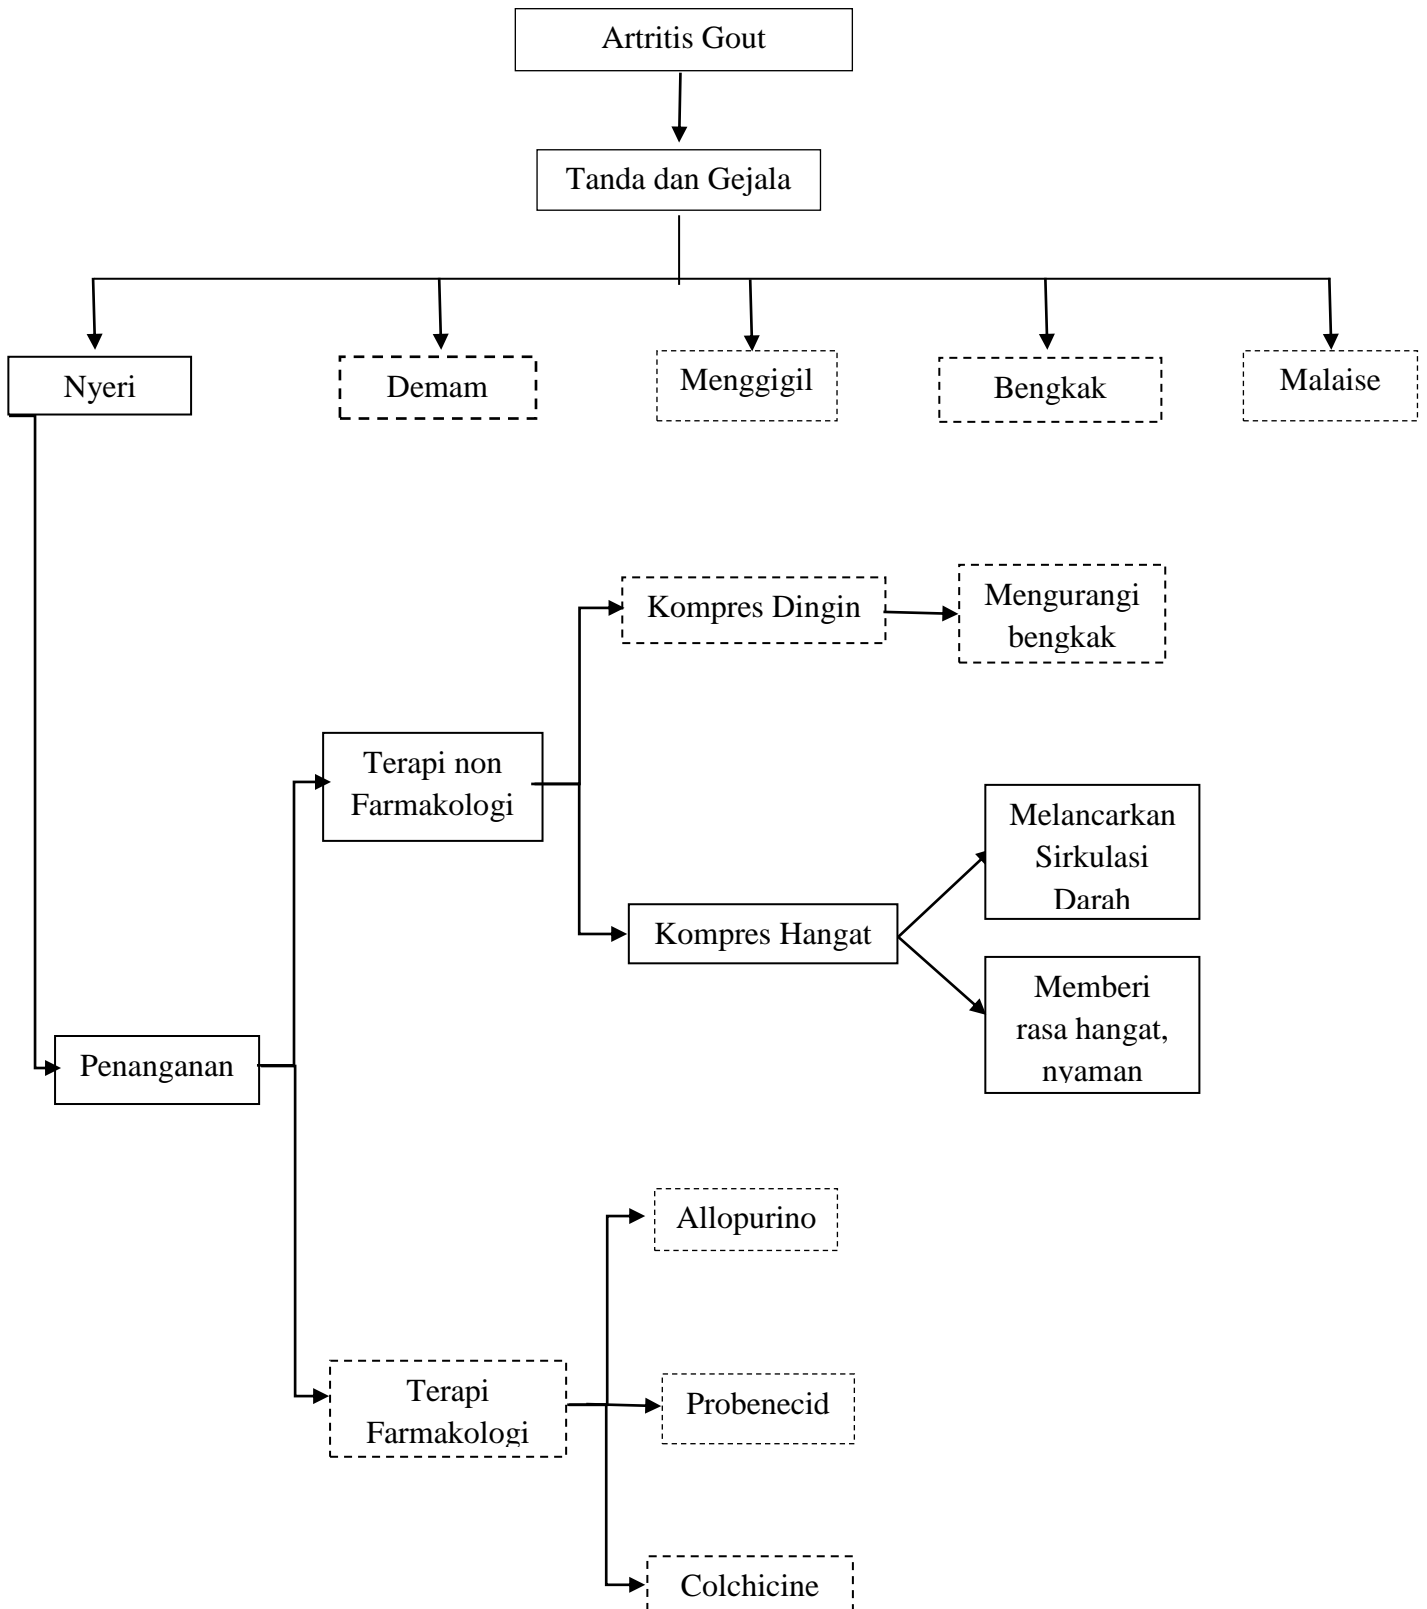 Artritis Gout
Tanda dan Gejala
Nyeri
Demam
Menggigil
Bengkak
Malaise
Kompres Dingin
Mengurangi
bengkak
Terapi non
Farmakologi
Melancarkan
Sirkulasi
Darah
Kompres Hangat
Memberi
rasa hangat,
nyaman
Penanganan
Allopurino
Terapi
Farmakologi
Probenecid
Colchicine